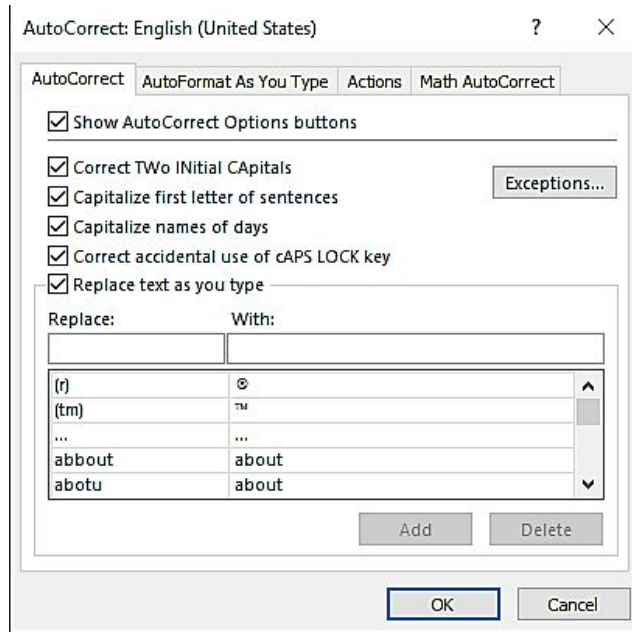 AutoCorrect: English (United States) ? ×
AutoCorrect AutoFormat As You Type Actions Math AutoCorrect
Show AutoCorrect Options buttons
Correct TWo INitial CApitals
Exceptions...
Capitalize first letter of sentences
Capitalize names of days
Correct accidental use of cAPS LOCK key
Replace text as you type
Replace: With:
(r) ®
(tm) ™
... ...
abbout about
abotu about
Add Delete
OK Cancel